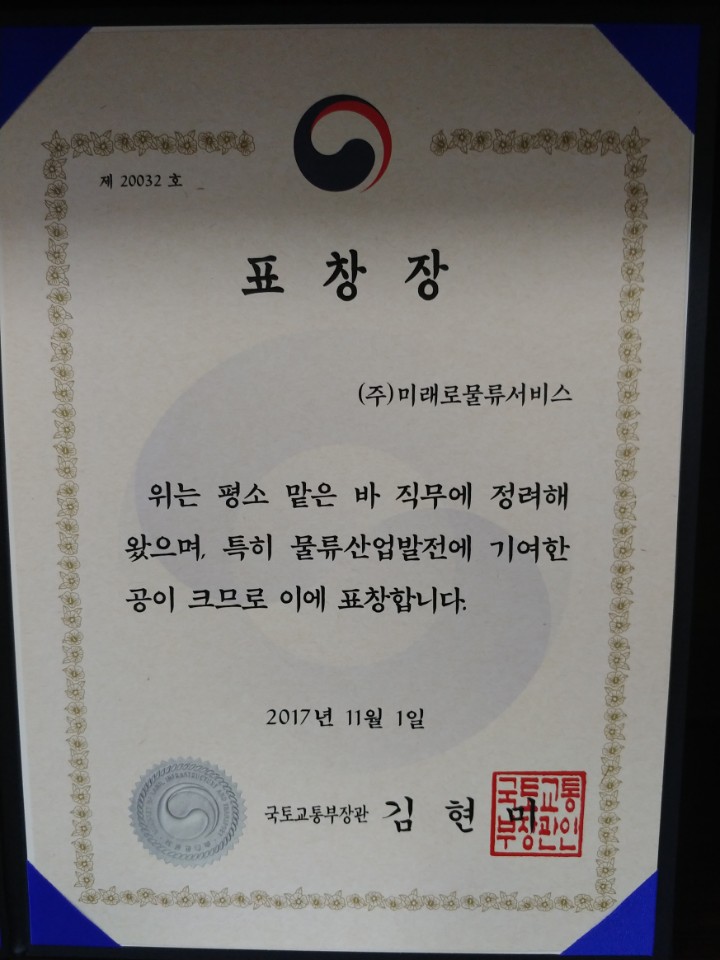 제 20032 호
표 창 장
(주)미래로물류서비스
위는 평소 맡은 바 직무에 정려해
왔으며, 특히 물류산업발전에 기여한
공이 크므로 이에 표창합니다.
2017년 11월 1일
국토교통부장관 김 현 미
국토교통
부장관인